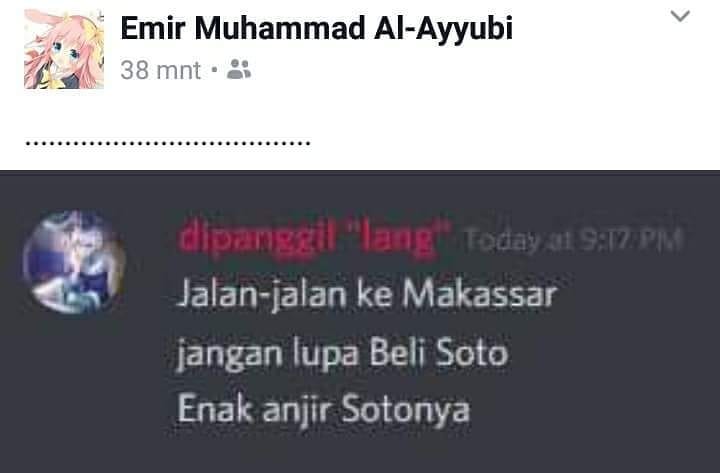 Emir Muhammad Al-Ayyubi
38 mnt •
....................................
dipanggil "lang" Today at 9:17 PM
Jalan-jalan ke Makassar
jangan lupa Beli Soto
Enak anjir Sotonya